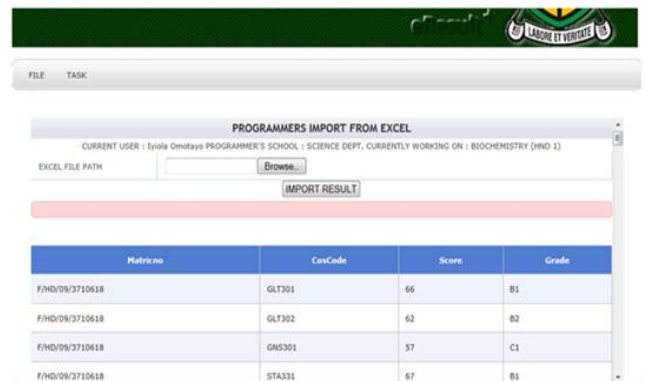 eResult+
LABORE ET VERITATE
FILE TASK
PROGRAMMERS IMPORT FROM EXCEL
CURRENT USER : Iyiola Omotayo PROGRAMMER'S SCHOOL : SCIENCE DEPT. CURRENTLY WORKING ON : BIOCHEMISTRY (HND 1)
EXCEL FILE PATH Browse..
IMPORT RESULT
Matricno CosCode Score Grade
F/HD/09/3710618 GLT301 66 B1
F/HD/09/3710618 GLT302 62 B2
F/HD/09/3710618 GNS301 57 C1
F/HD/09/3710618 STA331 67 B1